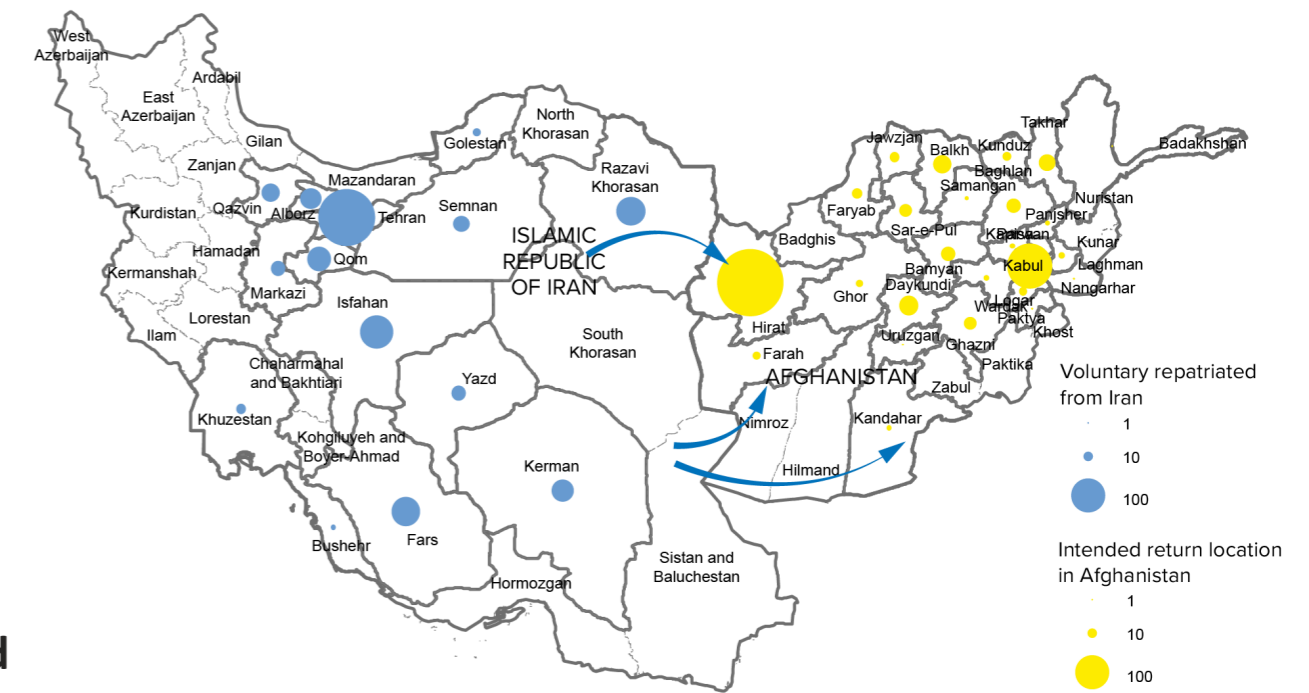 West
Azerbaijan
Ardabil
East
Azerbaijan
Gilan
Zanjan
Mazandaran
Golestan
North
Khorasan
Razavi
Khorasan
Kurdistan
Qazvin
Alborz
Tehran
Semnan
Hamadan
Qom
Kermanshah
Markazi
ISLAMIC
REPUBLIC
OF IRAN
Isfahan
Lorestan
Ilam
South
Khorasan
Chaharmahal
and Bakhtiari
Yazd
Khuzestan
Kohgiluyeh and
Boyer-Ahmad
Kerman
Fars
Bushehr
Hormozgan
Sistan and
Baluchestan
Jawzjan
Balkh
Kunduz
Takhar
Badakhshan
Baghlan
Samangan
Faryab
Sar-e-Pul
Panjsher
Nuristan
Badghis
Kunar
Kabul
Laghman
Bamyan
Nangarhar
Ghor
Daykundi
Logar
Wardak
Paktya
Khost
Hirat
Uruzgan
Ghazni
Farah
Paktika
AFGHANISTAN
Zabul
Nimroz
Kandahar
Hilmand
Voluntary repatriated
from Iran
1
10
100
Intended return location
in Afghanistan
1
10
100